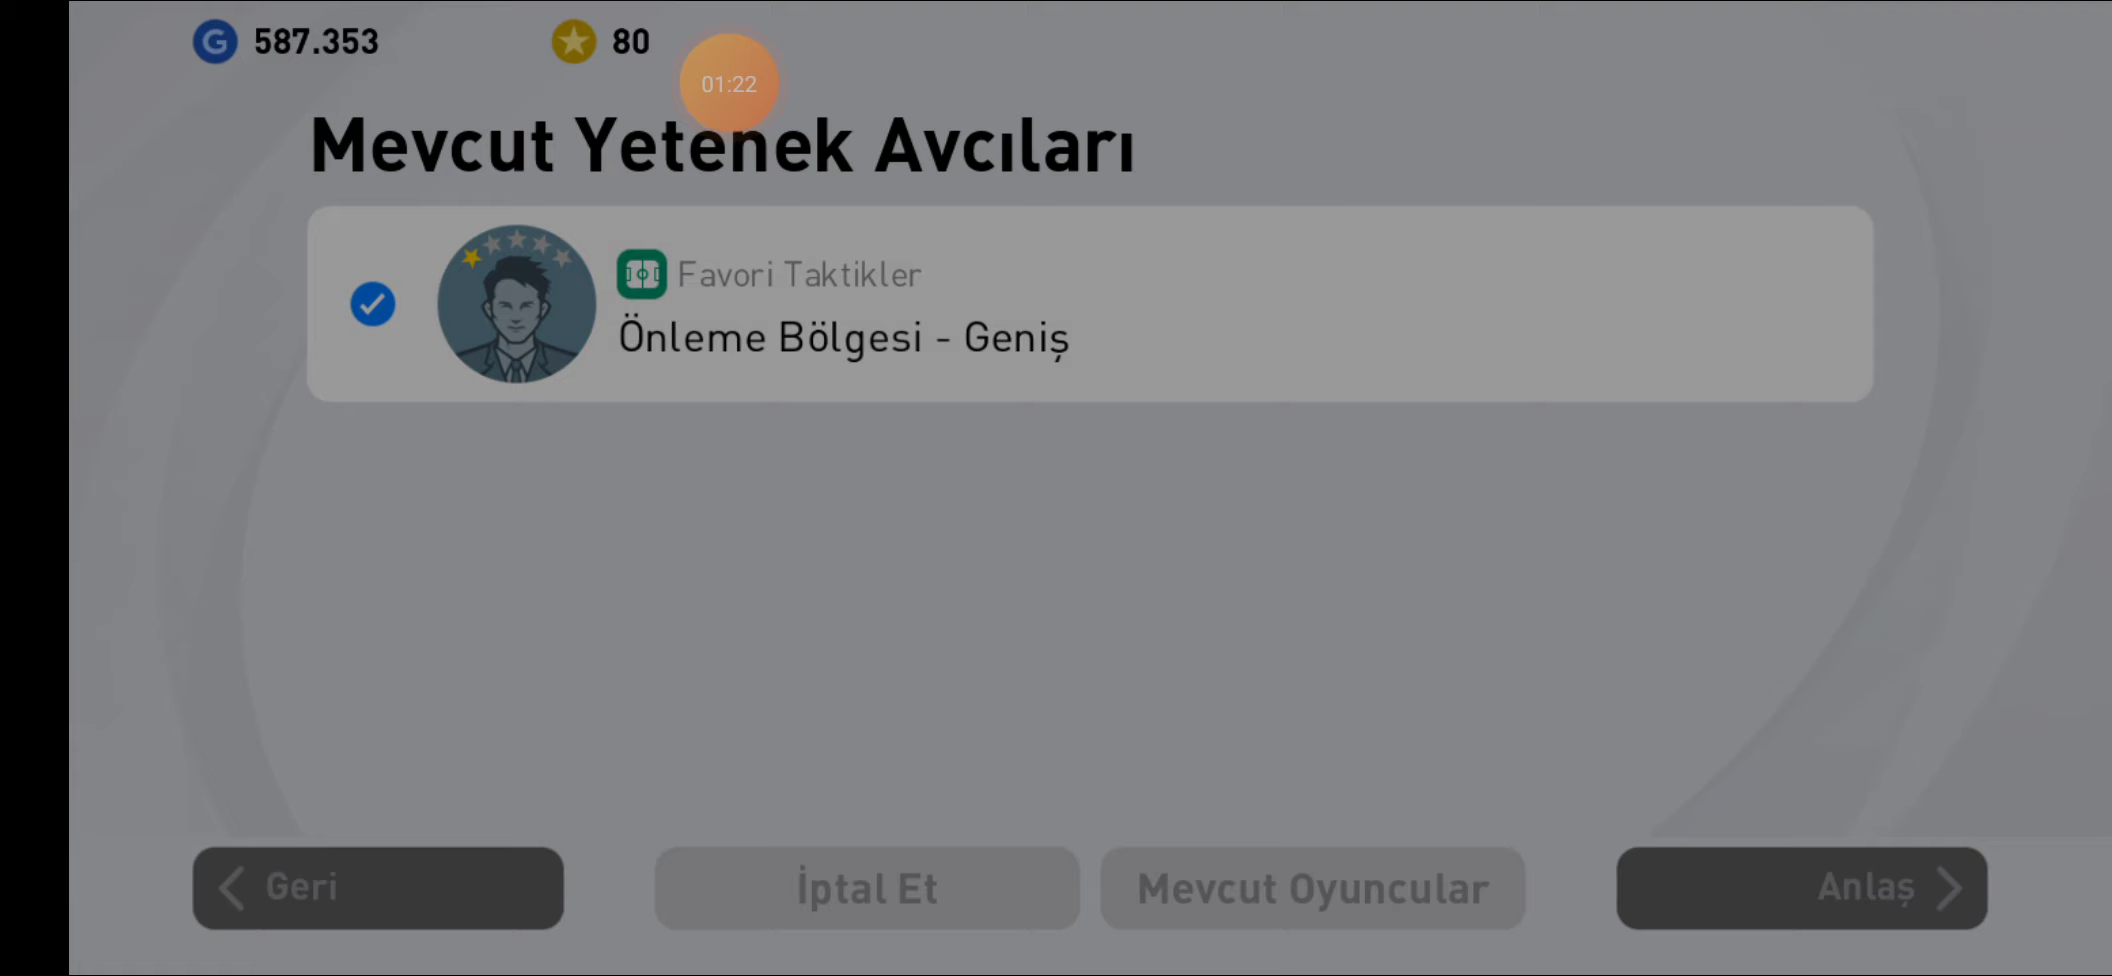 G 587.353
80
01:22
Mevcut Yetenek Avcıları
Favori Taktikler
Önleme Bölgesi - Geniş
Geri
İptal Et
Mevcut Oyuncular
Anlaş